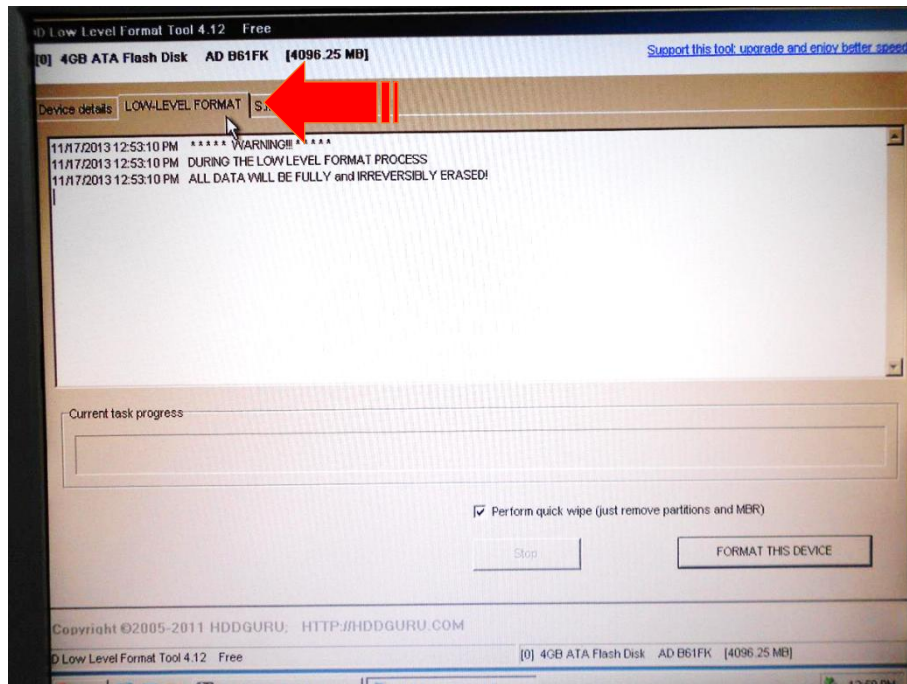 D Low Level Format Tool 4.12 Free
[0] 4GB ATA Flash Disk AD B61FK [4096.25 MB]
Support this tool: upgrade and enjoy better speed
Device details LOW-LEVEL FORMAT
11/17/2013 12:53:10 PM * * * * * WARNING!!! * * * * *
11/17/2013 12:53:10 PM DURING THE LOW LEVEL FORMAT PROCESS
11/17/2013 12:53:10 PM ALL DATA WILL BE FULLY and IRREVERSIBLY ERASED!
Current task progress
Perform quick wipe (just remove partitions and MBR)
Stop FORMAT THIS DEVICE
Copyright ©2005-2011 HDDGURU; HTTP://HDDGURU.COM
D Low Level Format Tool 4.12 Free [0] 4GB ATA Flash Disk AD B61FK [4096.25 MB]